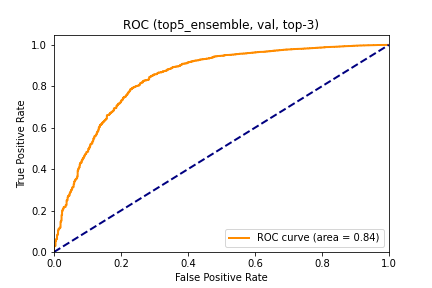 ROC (top5_ensemble, val, top-3)
True Positive Rate
1.0
0.8
0.6
0.4
0.2
0.0
ROC curve (area = 0.84)
0.0 0.2 0.4 0.6 0.8 1.0
False Positive Rate